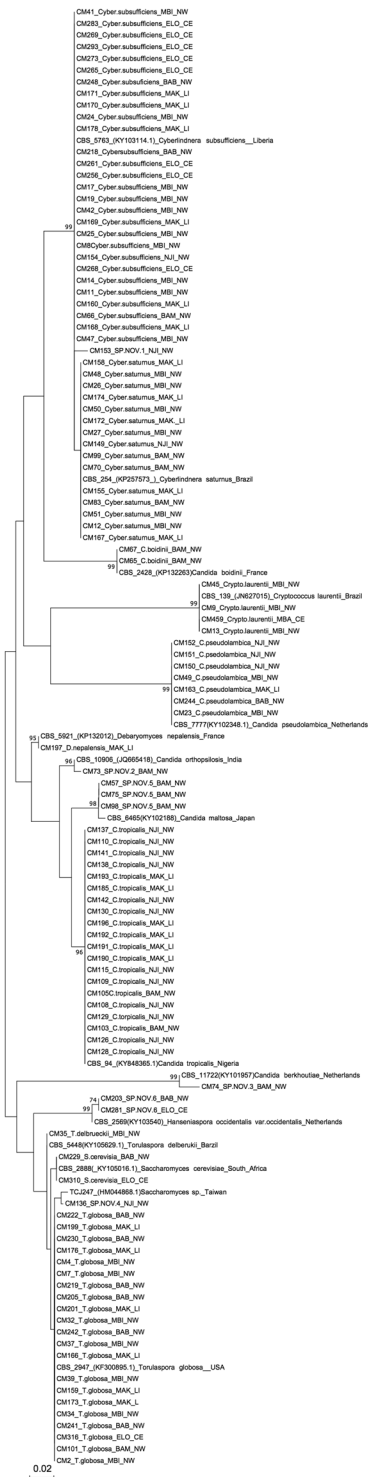 CM41_Cyber.subsufficiens_MBI_NW
CM283_Cyber.subsufficiens_ELO_CE
CM269_Cyber.subsufficiens_ELO_CE
CM293_Cyber.subsufficiens_ELO_CE
CM273_Cyber.subsufficiens_ELO_CE
CM265_Cyber.subsufficiens_ELO_CE
CM248_Cyber.subsuficiens_BAB_NW
CM171_Cyber.subsufficiens_MAK_LI
CM170_Cyber.subsufficiens_MAK_LI
CM24_Cyber.subsufficiens_MBI_NW
CM178_Cyber.subsufficiens_MAK_LI
CBS_5763_(KY103114.1)_Cyberlindnera subsufficiens__Liberia
CM218_Cybersubsufficiens_BAB_NW
CM261_Cyber.subsufficiens_ELO_CE
CM256_Cyber.subsufficiens_ELO_CE
CM17_Cyber.subsufficiens_MBI_NW
CM19_Cyber.subsufficiens_MBI_NW
CM42_Cyber.subsufficiens_MBI_NW
CM169_Cyber.subsufficiens_MAK_LI
99
CM25_Cyber.subsufficiens_MBI_NW
CM8Cyber.subsufficiens_MBI_NW
CM154_Cyber.subsufficiens_NJI_NW
CM268_Cyber.subsufficiens_ELO_CE
CM14_Cyber.subsufficiens_MBI_NW
CM11_Cyber.subsufficiens_MBI_NW
CM160_Cyber.subsufficiens_MAK_LI
CM66_Cyber.subsufficiens_BAM_NW
CM168_Cyber.subsufficiens_MAK_LI
CM47_Cyber.subsufficiens_MBI_NW
CM153_SP.NOV.1_NJI_NW
CM158_Cyber.saturnus_MAK_LI
CM48_Cyber.saturnus_MBI_NW
CM26_Cyber.saturnus_MBI_NW
CM174_Cyber.saturnus_MAK_LI
CM50_Cyber.saturnus_MBI_NW
CM172_Cyber.saturnus_MAK._LI
CM27_Cyber.saturnus_MBI_NW
CM149_Cyber.saturnus_NJI_NW
CM99_Cyber.saturnus_BAM_NW
CM70_Cyber.saturnus_BAM_NW
CBS_254_(KP257573_)_Cyberlindnera saturnus_Brazil
CM155_Cyber.saturnus_MAK_LI
CM83_Cyber.saturnus_BAM_NW
CM51_Cyber.saturnus_MBI_NW
CM12_Cyber.saturnus_MBI_NW
CM167_Cyber.saturnus_MAK_LI
CM67_C.boidinii_BAM_NW
CM65_C.boidinii_BAM_NW
99
CBS_2428_(KP132263)Candida boidinii_France
CM45_Crypto.laurentii_MBI_NW
CBS_139_(JN627015)_Cryptococcus laurentii_Brazil
99
CM9_Crypto.laurentii_MBI_NW
CM459_Crypto.laurentii_MBA_CE
CM13_Crypto.laurentii_MBI_NW
CM152_C.pseudolambica_NJI_NW
CM151_C.pedolambica_NJI_NW
CM150_C.pseudolambica_NJI_NW
CM49_C.pseudolambica_MBI_NW
99
CM163_C.pseudolambica_MAK_LI
CM244_C.pseudolambica_BAB_NW
CM23_C.pseudolambica_MBI_NW
CBS_7777(KY102348.1)_Candida pseudolambica_Netherlands
95
CBS_5921_(KP132012)_Debaryomyces nepalensis_France
CM197_D.nepalensis_MAK_LI
96
CBS_10906_(JQ665418)_Candida orthopsilosis_India
CM73_SP.NOV.2_BAM_NW
CM57_SP.NOV.5_BAM_NW
CM75_SP.NOV.5_BAM_NW
98
CM98_SP.NOV.5_BAM_NW
CBS_6465(KY102188)_Candida maltosa_Japan
CM137_C.tropicalis_NJI_NW
CM110_C.tropicalis_NJI_NW
CM141_C.tropicalis_NJI_NW
CM138_C.tropicalis_NJI_NW
CM193_C.tropicalis_MAK_LI
CM185_C.tropicalis_MAK_LI
CM142_C.tropicalis_NJI_NW
CM130_C.tropicalis_NJI_NW
CM196_C.tropicalis_MAK_LI
CM192_C.tropicalis_MAK_LI
CM191_C.tropicalis_MAK_LI
96
CM190_C.tropicalis_MAK_LI
CM115_C.tropicalis_NJI_NW
CM109_C.tropicalis_NJI_NW
CM105C.tropicalis_BAM_NW
CM108_C.tropicalis_NJI_NW
CM129_C.torpicalis_NJI_NW
CM103_C.tropicalis_BAM_NW
CM126_C.tropicalis_NJI_NW
CM128_C.tropicalis_NJI_NW
CBS_94_(KY848365.1)Candida tropicalis_Nigeria
99
CBS_11722(KY101957)Candida berkhoutiae_Netherlands
CM74_SP.NOV.3_BAM_NW
74
CM203_SP.NOV.6_BAB_NW
CM281_SP.NOV.6_ELO_CE
99
CBS_2569(KY103540)_Hanseniaspora occidentalis var.occidentalis_Netherlands
CM35_T.delbrueckii_MBI_NW
CBS_5448(KY105629.1)_Torulaspora delberukii_Barzil
CM229_S.cerevisia_BAB_NW
CBS_2888(_KY105016.1)_Saccharomyces cerevisiae_South_Africa
CM310_S.cerevisia_ELO_CE
TCJ247_(HM044868.1)Saccharomyces sp._Taiwan
CM136_SP.NOV.4_NJI_NW
CM222_T.globosa_BAB_NW
CM199_T.globosa_MAK_LI
CM230_T.globosa_BAB_NW
CM176_T.globosa_MAK_LI
CM4_T.globosa_MBI_NW
CM7_T.globosa_MBI_NW
CM219_T.globosa_BAB_NW
CM205_T.globosa_BAB_NW
CM201_T.globosa_MAK_LI
CM32_T.globosa_MBI_NW
CM242_T.globosa_BAB_NW
CM37_T.globosa_MBI_NW
CM166_T.globosa_MAK_LI
CBS_2947_(KF300895.1)_Torulaspora globosa__USA
CM39_T.globosa_MBI_NW
CM159_T.globosa_MAK_LI
CM173_T.globosa_MAK_L
CM34_T.globosa_MBI_NW
CM241_T.globosa_BAB_NW
CM316_T.globosa_ELO_CE
CM101_T.globosa_BAM_NW
CM2_T.globosa_MBI_NW
0.02